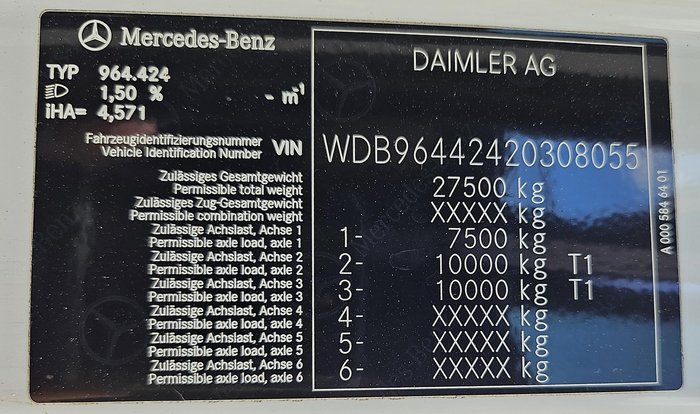 Mercedes-Benz
TYP 964.424
1,50 % - m-1
iHA= 4,571
Fahrzeugidentifizierungsnummer
Vehicle Identification Number VIN
Zulässiges Gesamtgewicht
Permissible total weight
Zulässiges Zug-Gesamtgewicht
Permissible combination weight
Zulässige Achslast, Achse 1
Permissible axle load, axle 1
Zulässige Achslast, Achse 2
Permissible axle load, axle 2
Zulässige Achslast, Achse 3
Permissible axle load, axle 3
Zulässige Achslast, Achse 4
Permissible axle load, axle 4
Zulässige Achslast, Achse 5
Permissible axle load, axle 5
Zulässige Achslast, Achse 6
Permissible axle load, axle 6
DAIMLER AG
WDB96442420308055
27500 kg
XXXXX kg
1- 7500 kg
2- 10000 kg T1
3- 10000 kg T1
4- XXXXX kg
5- XXXXX kg
6- XXXXX kg
A 000 584 64 01